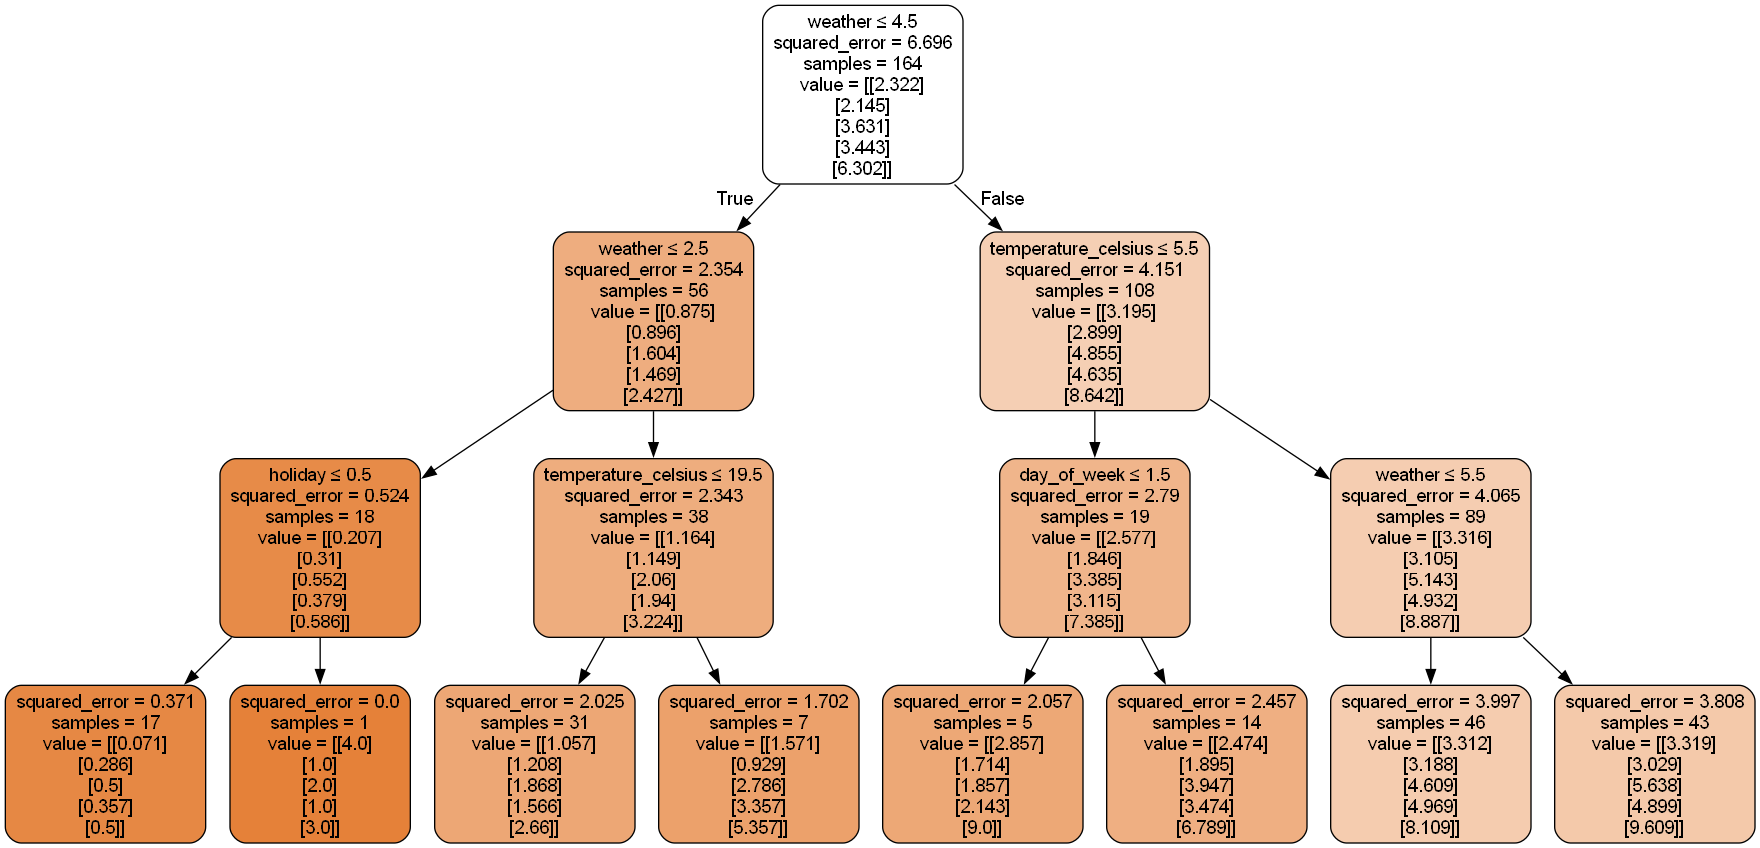 weather ≤ 4.5
squared_error = 6.696
samples = 164
value = [[2.322]
[2.145]
[3.631]
[3.443]
[6.302]]
True
False
weather ≤ 2.5
squared_error = 2.354
samples = 56
value = [[0.875]
[0.896]
[1.604]
[1.469]
[2.427]]
temperature_celsius ≤ 5.5
squared_error = 4.151
samples = 108
value = [[3.195]
[2.899]
[4.855]
[4.635]
[8.642]]
holiday ≤ 0.5
squared_error = 0.524
samples = 18
value = [[0.207]
[0.31]
[0.552]
[0.379]
[0.586]]
temperature_celsius ≤ 19.5
squared_error = 2.343
samples = 38
value = [[1.164]
[1.149]
[2.06]
[1.94]
[3.224]]
day_of_week ≤ 1.5
squared_error = 2.79
samples = 19
value = [[2.577]
[1.846]
[3.385]
[3.115]
[7.385]]
weather ≤ 5.5
squared_error = 4.065
samples = 89
value = [[3.316]
[3.105]
[5.143]
[4.932]
[8.887]]
squared_error = 0.371
samples = 17
value = [[0.071]
[0.286]
[0.5]
[0.357]
[0.5]]
squared_error = 0.0
samples = 1
value = [[4.0]
[1.0]
[2.0]
[1.0]
[3.0]]
squared_error = 2.025
samples = 31
value = [[1.057]
[1.208]
[1.868]
[1.566]
[2.66]]
squared_error = 1.702
samples = 7
value = [[1.571]
[0.929]
[2.786]
[3.357]
[5.357]]
squared_error = 2.057
samples = 5
value = [[2.857]
[1.714]
[1.857]
[2.143]
[9.0]]
squared_error = 2.457
samples = 14
value = [[2.474]
[1.895]
[3.947]
[3.474]
[6.789]]
squared_error = 3.997
samples = 46
value = [[3.312]
[3.188]
[4.609]
[4.969]
[8.109]]
squared_error = 3.808
samples = 43
value = [[3.319]
[3.029]
[5.638]
[4.899]
[9.609]]